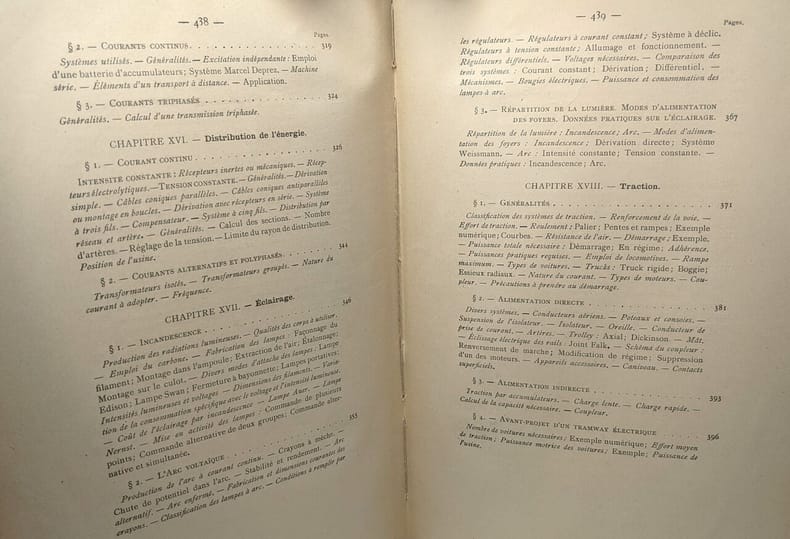 — 438 —
Pages.
§ 2. — COURANTS CONTINUS. . . . . . . . . . . . . . . 319
Systèmes utilisés. — Généralités. — Excitation indépendante : Emploi
d'une batterie d'accumulateurs; Système Marcel Deprez. — Machine
série. — Éléments d'un transport à distance. — Application.
§ 3. — COURANTS TRIPHASÉS . . . . . . . . . . . . . . 324
Généralités. — Calcul d'une transmission triphasée.
CHAPITRE XVI. — Distribution de l'énergie.
§ 1. — COURANT CONTINU . . . . . . . . . . . . . . . 326
INTENSITÉ CONSTANTE : Récepteurs inertes ou mécaniques. — Récep-
teurs électrolytiques. — TENSION CONSTANTE. — Généralités. — Dérivation
simple. — Câbles coniques parallèles. — Câbles coniques antiparallèles
ou montage en boucles. — Dérivation avec récepteurs en série. — Système
à trois fils. — Compensateur. — Système à cinq fils. — Distribution par
réseau et artère. — Généralités. — Calcul des sections. — Nombre
d'artères. — Réglage de la tension. — Limite du rayon de distribution.
Position de l'usine.
§ 2. — COURANTS ALTERNATIFS ET POLYPHASÉS. . . . . . . 344
Transformateurs isolés. — Transformateurs groupés. — Nature du
courant à adopter. — Fréquence.
CHAPITRE XVII. — Éclairage.
§ 1. — INCANDESCENCE . . . . . . . . . . . . . . . . 346
Production des radiations lumineuses. — Qualités des corps à utiliser.
— Emploi du carbone. — Fabrication des lampes : Façonnage du
filament; Montage dans l'ampoule; Extraction de l'air; Étalonnage;
Montage sur le culot. — Divers modes d'attache des lampes : Lampe
Edison; Lampe Swan; Fermeture à bayonnette; Lampes portatives;
Intensités lumineuses et voltages — Dimensions des filaments. — Varia-
tion de la consommation spécifique avec le voltage et l'intensité lumineuse.
— Coût de l'éclairage par incandescence — Lampe Auer. — Lampe
Nernst. — Mise en activité des lampes : Commande de plusieurs
points; Commande alternative de deux groupes; Commande alter-
native et simultanée.
§ 2. — L'ARC VOLTAÏQUE . . . . . . . . . . . . . . . 355
Production de l'arc à courant continu. — Crayons à mèche. —
Chute de potentiel dans l'arc. — Stabilité et rendement. — Arc
alternatif. — Arc enfermé. — Fabrication et dimensions courantes des
crayons. — Classification des lampes à arc. — Conditions à remplir par
— 439 —
Pages.
les régulateurs. — Régulateurs à courant constant; Système à déclic.
Régulateurs à tension constante; Allumage et fonctionnement. —
Régulateurs différentiels. — Voltages nécessaires. — Comparaison des
trois systèmes : Courant constant; Dérivation; Différentiel. —
Mécanismes. — Bougies électriques. — Puissance et consommation des
lampes à arc.
§ 3. — RÉPARTITION DE LA LUMIÈRE. MODES D'ALIMENTATION
DES FOYERS. DONNÉES PRATIQUES SUR L'ÉCLAIRAGE. 367
Répartition de la lumière : Incandescence; Arc. — Modes d'alimen-
tation des foyers : Incandescence; Dérivation directe; Système
Weissmann. — Arc : Intensité constante; Tension constante. —
Données pratiques : Incandescence; Arc.
CHAPITRE XVIII. — Traction.
§ 1. — GÉNÉRALITÉS . . . . . . . . . . . . . . . . . 371
Classification des systèmes de traction. — Renforcement de la voie. —
Effort de traction. — Roulement : Palier; Pentes et rampes; Exemple
numérique; Courbes. — Résistance de l'air. — Démarrage; Exemple.
— Puissance totale nécessaire : Démarrage; En régime; Adhérence.
— Puissances pratiques requises. — Emploi de locomotives. — Rampe
maximum. — Types de voitures. — Trucks : Truck rigide; Boggie;
Essieux radiaux. — Nature du courant. — Types de moteurs. — Cou-
pleur. — Précautions à prendre au démarrage.
§ 2. — ALIMENTATION DIRECTE . . . . . . . . . . . . . 381
Divers systèmes. — Conducteurs aériens. — Poteaux et consoles. —
Suspension de l'isolateur. — Isolateur. — Oreille. — Conducteur de
prise de courant. — Artères. — Trolley : Axial; Dickinson — Mât.
— Éclissage électrique des rails : Joint Falk. — Schéma du coupleur :
Renversement de marche; Modification de régime; Suppression
d'un des moteurs. — Appareils accessoires. — Caniveau. — Contacts
superficiels.
§ 3. — ALIMENTATION INDIRECTE . . . . . . . . . . . . 393
Traction par accumulateurs. — Charge lente. — Charge rapide. —
Calcul de la capacité nécessaire. — Coupleur.
§ 4. — AVANT-PROJET D'UN TRAMWAY ÉLECTRIQUE . . . . . 396
Nombre de voitures nécessaires; Exemple numérique; Effort moyen
de traction; Puissance motrice des voitures; Exemple; Puissance de
l'usine.